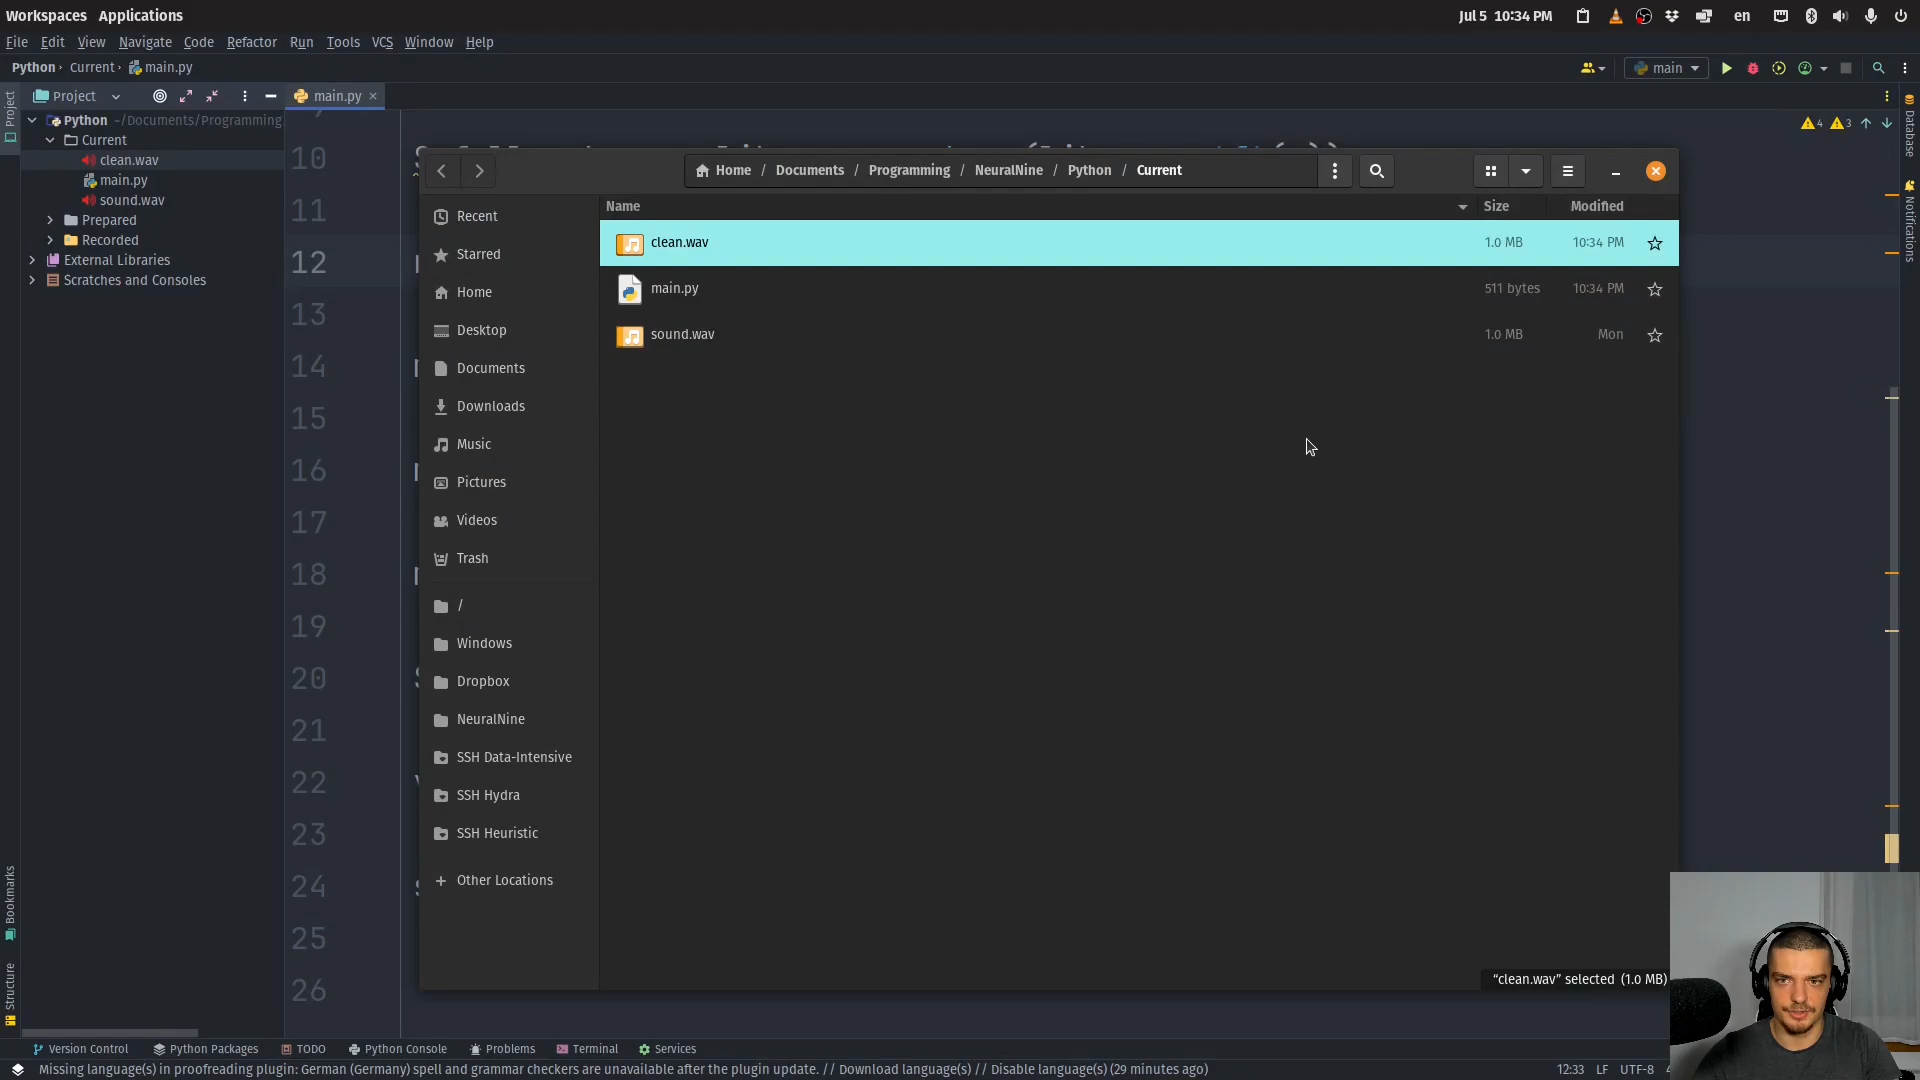 Workspaces Applications
Jul 5 10:34 PM en
File Edit View Navigate Code Refactor Run Tools VCS Window Help
Python › Current › main.py
main
Project
main.py
Python ~/Documents/Programming
Current
clean.wav
main.py
sound.wav
Prepared
Recorded
External Libraries
Scratches and Consoles
4 3
Project
Bookmarks
Structure
Database
Notifications
10
11
12
13
14
15
16
17
18
19
20
21
22
23
24
25
26
Home / Documents / Programming / NeuralNine / Python / Current
Recent
Starred
Home
Desktop
Documents
Downloads
Music
Pictures
Videos
Trash
/
Windows
Dropbox
NeuralNine
SSH Data-Intensive
SSH Hydra
SSH Heuristic
Other Locations
Name Size Modified
clean.wav 1.0 MB 10:34 PM
main.py 511 bytes 10:34 PM
sound.wav 1.0 MB Mon
“clean.wav” selected (1.0 MB)
Version Control Python Packages TODO Python Console Problems Terminal Services
Missing language(s) in proofreading plugin: German (Germany) spell and grammar checkers are unavailable after the plugin update. // Download language(s) // Disable language(s) (29 minutes ago)
12:33 LF UTF-8